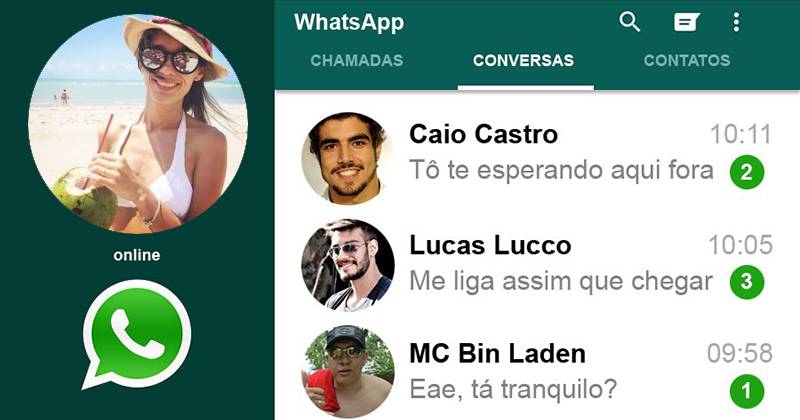 online
WhatsApp
CHAMADAS CONVERSAS CONTATOS
Caio Castro 10:11
Tô te esperando aqui fora 2
Lucas Lucco 10:05
Me liga assim que chegar 3
MC Bin Laden 09:58
Eae, tá tranquilo? 1